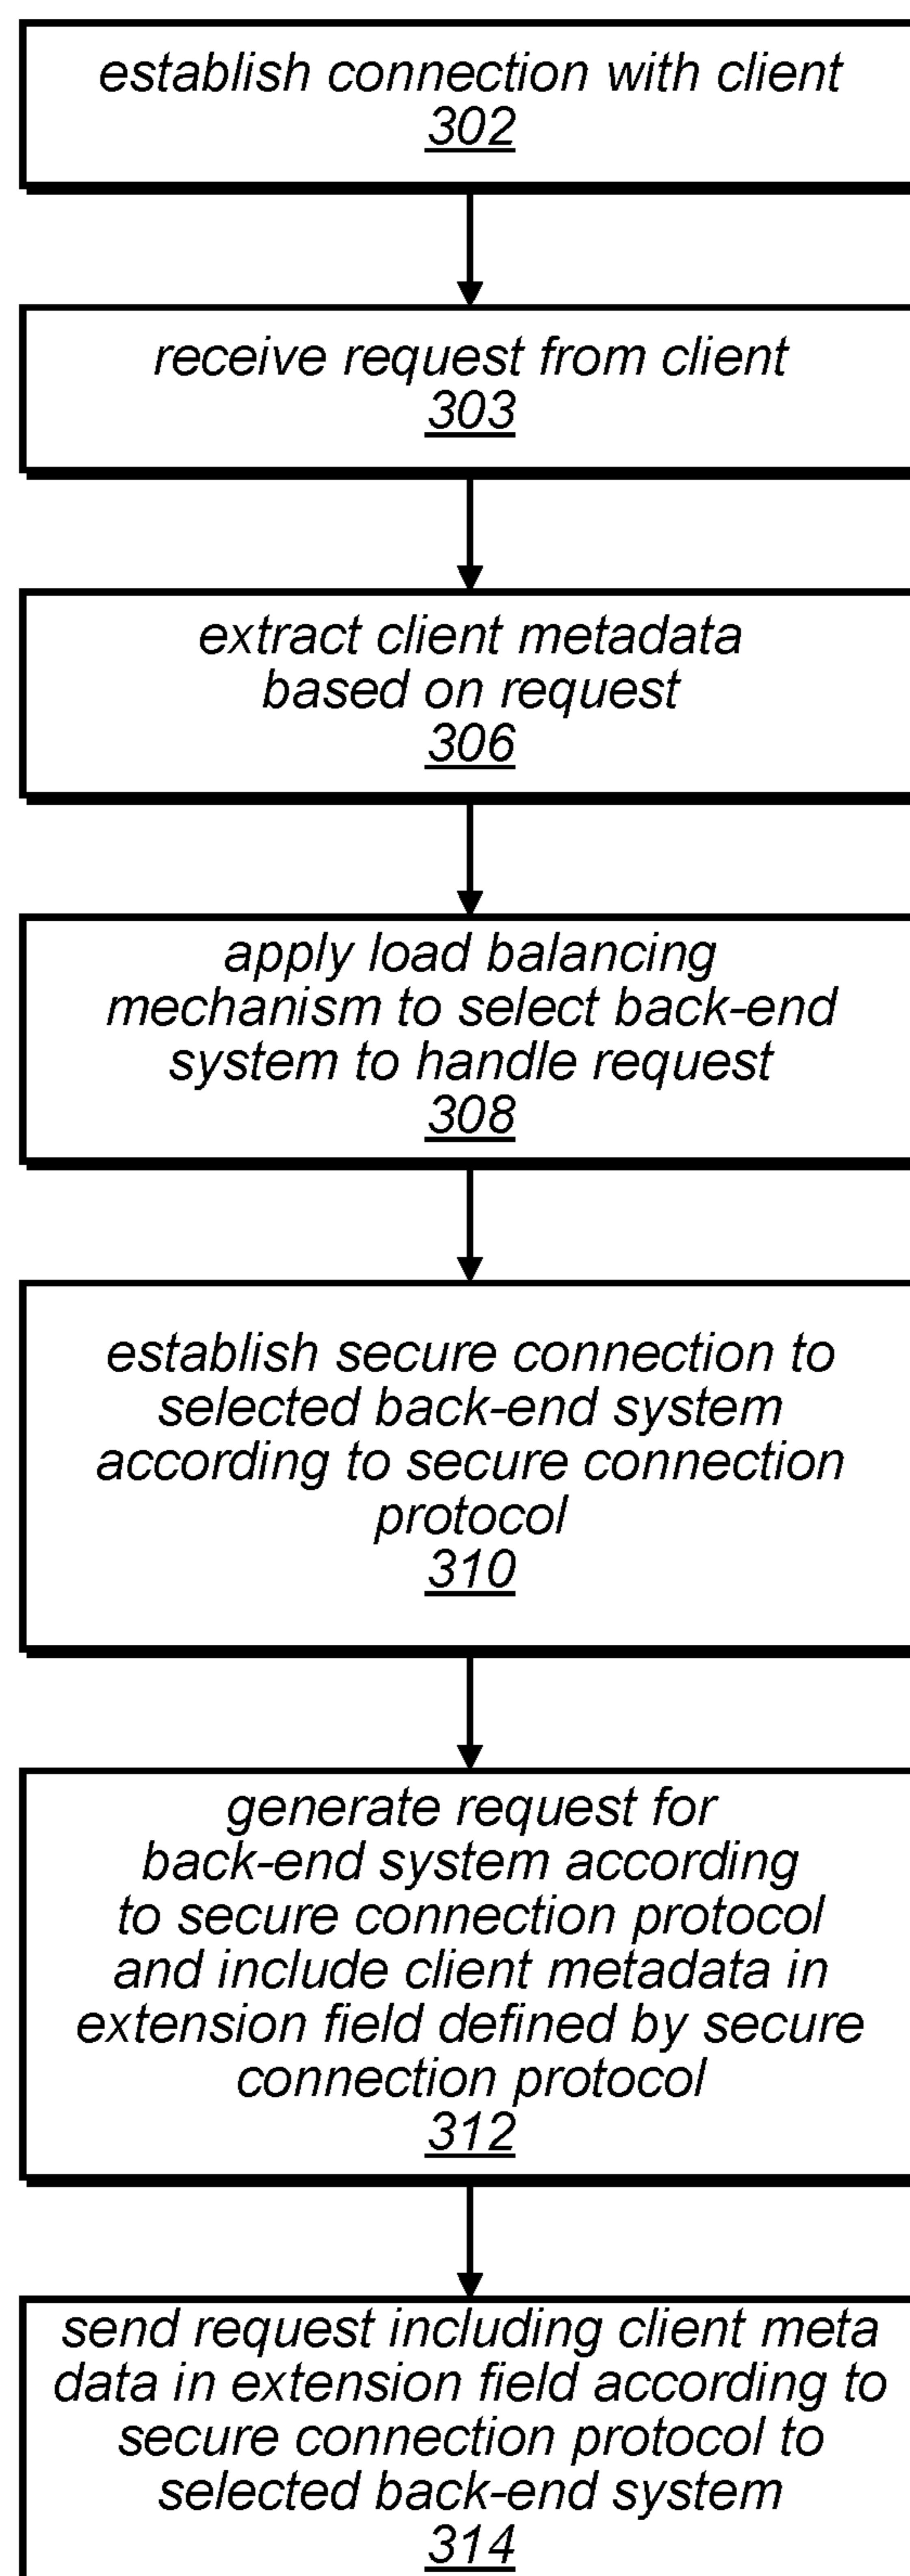 establish connection with client
302
receive request from client
303
extract client metadata
based on request
306
apply load balancing
mechanism to select back-end
system to handle request
308
establish secure connection to
selected back-end system
according to secure connection
protocol
310
generate request for
back-end system according
to secure connection protocol
and include client metadata in
extension field defined by secure
connection protocol
312
send request including client meta
data in extension field according to
secure connection protocol to
selected back-end system
314